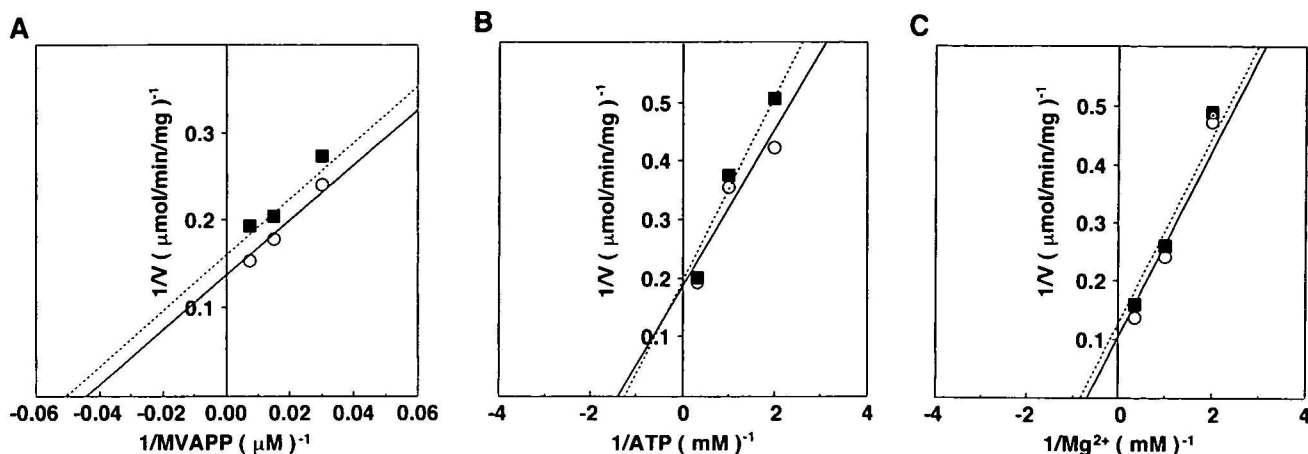 A
1/V ( μmol/min/mg )⁻¹
0.3
0.2
0.1
-0.06 -0.04 -0.02 0.00 0.02 0.04 0.06
1/MVAPP ( μM )⁻¹
B
1/V ( μmol/min/mg )⁻¹
0.5
0.4
0.3
0.2
0.1
-4 -2 0 2 4
1/ATP ( mM )⁻¹
C
1/V ( μmol/min/mg )⁻¹
0.5
0.4
0.3
0.2
0.1
-4 -2 0 2 4
1/Mg²⁺ ( mM )⁻¹